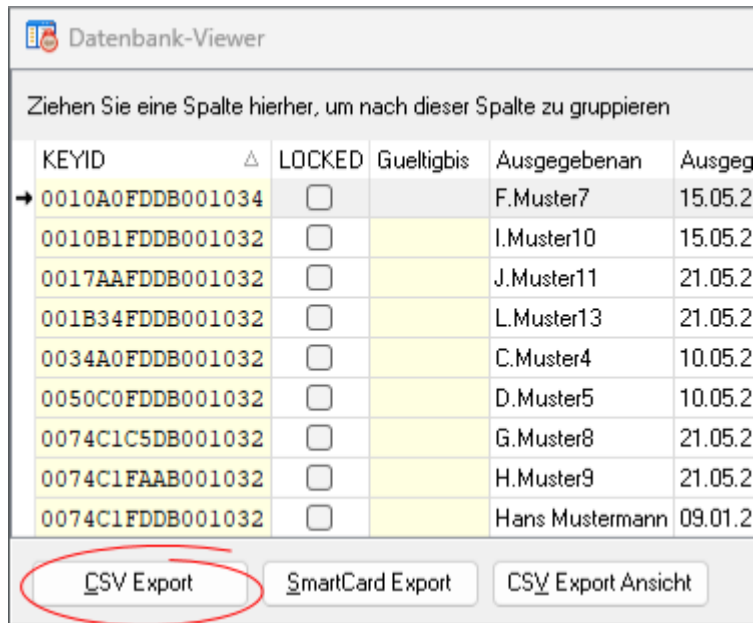 Datenbank-Viewer
Ziehen Sie eine Spalte hierher, um nach dieser Spalte zu gruppieren
KEYID LOCKED Gueltigbis Ausgegebenan Ausgeg
0010A0FDDB001034 F.Muster7 15.05.2
0010B1FDDB001032 I.Muster10 15.05.2
0017AAFDDB001032 J.Muster11 21.05.2
001B34FDDB001032 L.Muster13 21.05.2
0034A0FDDB001032 C.Muster4 10.05.2
0050C0FDDB001032 D.Muster5 10.05.2
0074C1C5DB001032 G.Muster8 21.05.2
0074C1FAAB001032 H.Muster9 21.05.2
0074C1FDDB001032 Hans Mustermann 09.01.2
CSV Export SmartCard Export CSV Export Ansicht